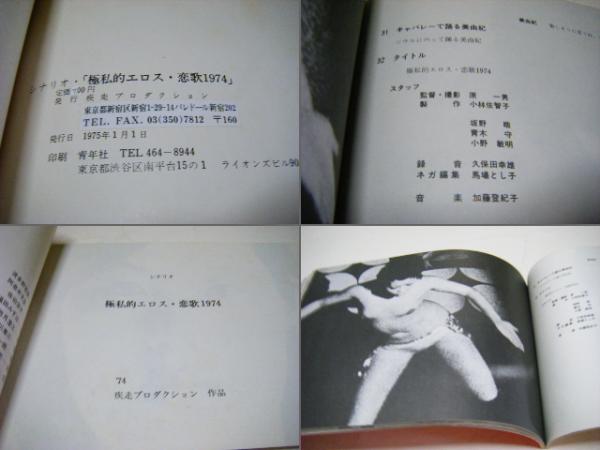 シナリオ・「極私的エロス・恋歌1974」
定価700円
発行 疾走プロダクション
東京都新宿区新宿1-29-14パンドール新宿202
TEL. FAX. 03(350)7812 〒160
発行日 1975年1月1日
印刷 青年社 TEL 464-8944
東京都渋谷区南平台15の1 ライオンズビル
31 キャバレーで踊る美由紀
美由紀
32 タイトル
極私的エロス・恋歌1974
スタッフ
監督・撮影 原 一男
製作 小林佐智子
青木 守
小野 敏明
録音 久保田幸雄
ネガ編集 馬場とし子
音楽 加藤登紀子
シナリオ
極私的エロス・恋歌1974
74
疾走プロダクション 作品